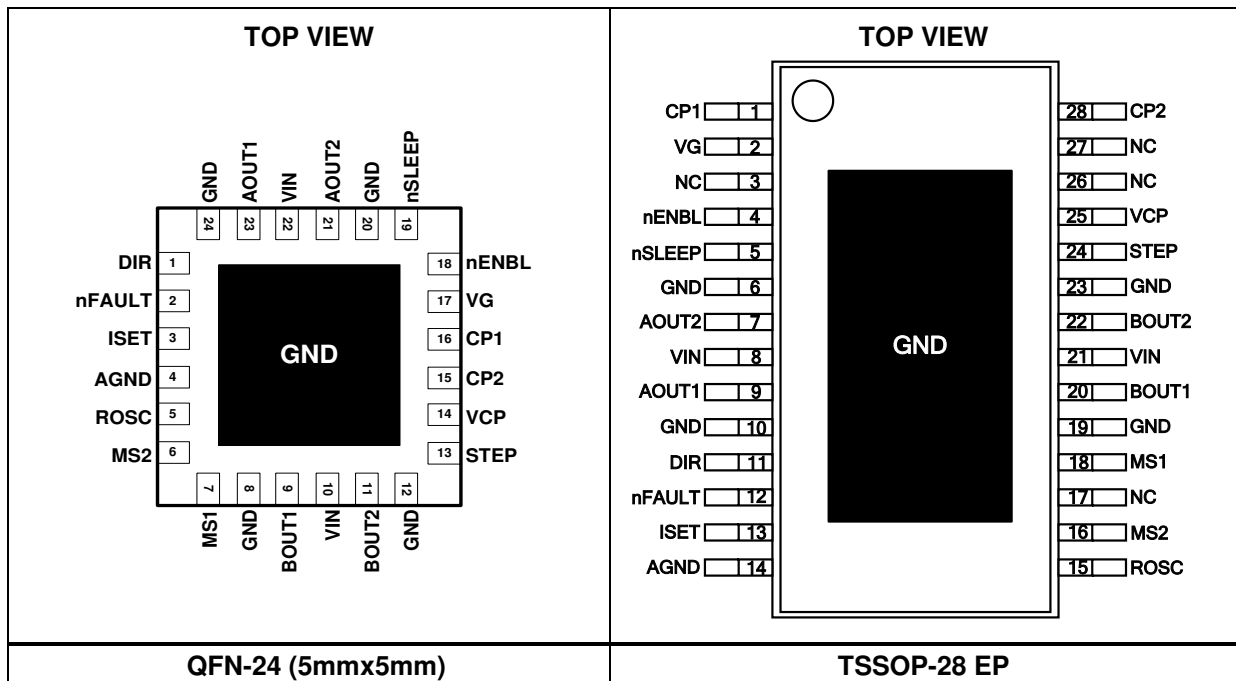 TOP VIEW
GND AOUT1 VIN AOUT2 GND nSLEEP
24 23 22 21 20 19
DIR 1 18 nENBL
nFAULT 2 17 VG
ISET 3 16 CP1
GND
AGND 4 15 CP2
ROSC 5 14 VCP
MS2 6 13 STEP
7 8 9 10 11 12
MS1 GND BOUT1 VIN BOUT2 GND
QFN-24 (5mmx5mm)
TOP VIEW
CP1 1 28 CP2
VG 2 27 NC
NC 3 26 NC
nENBL 4 25 VCP
nSLEEP 5 24 STEP
GND 6 23 GND
AOUT2 7 22 BOUT2
GND
VIN 8 21 VIN
AOUT1 9 20 BOUT1
GND 10 19 GND
DIR 11 18 MS1
nFAULT 12 17 NC
ISET 13 16 MS2
AGND 14 15 ROSC
TSSOP-28 EP